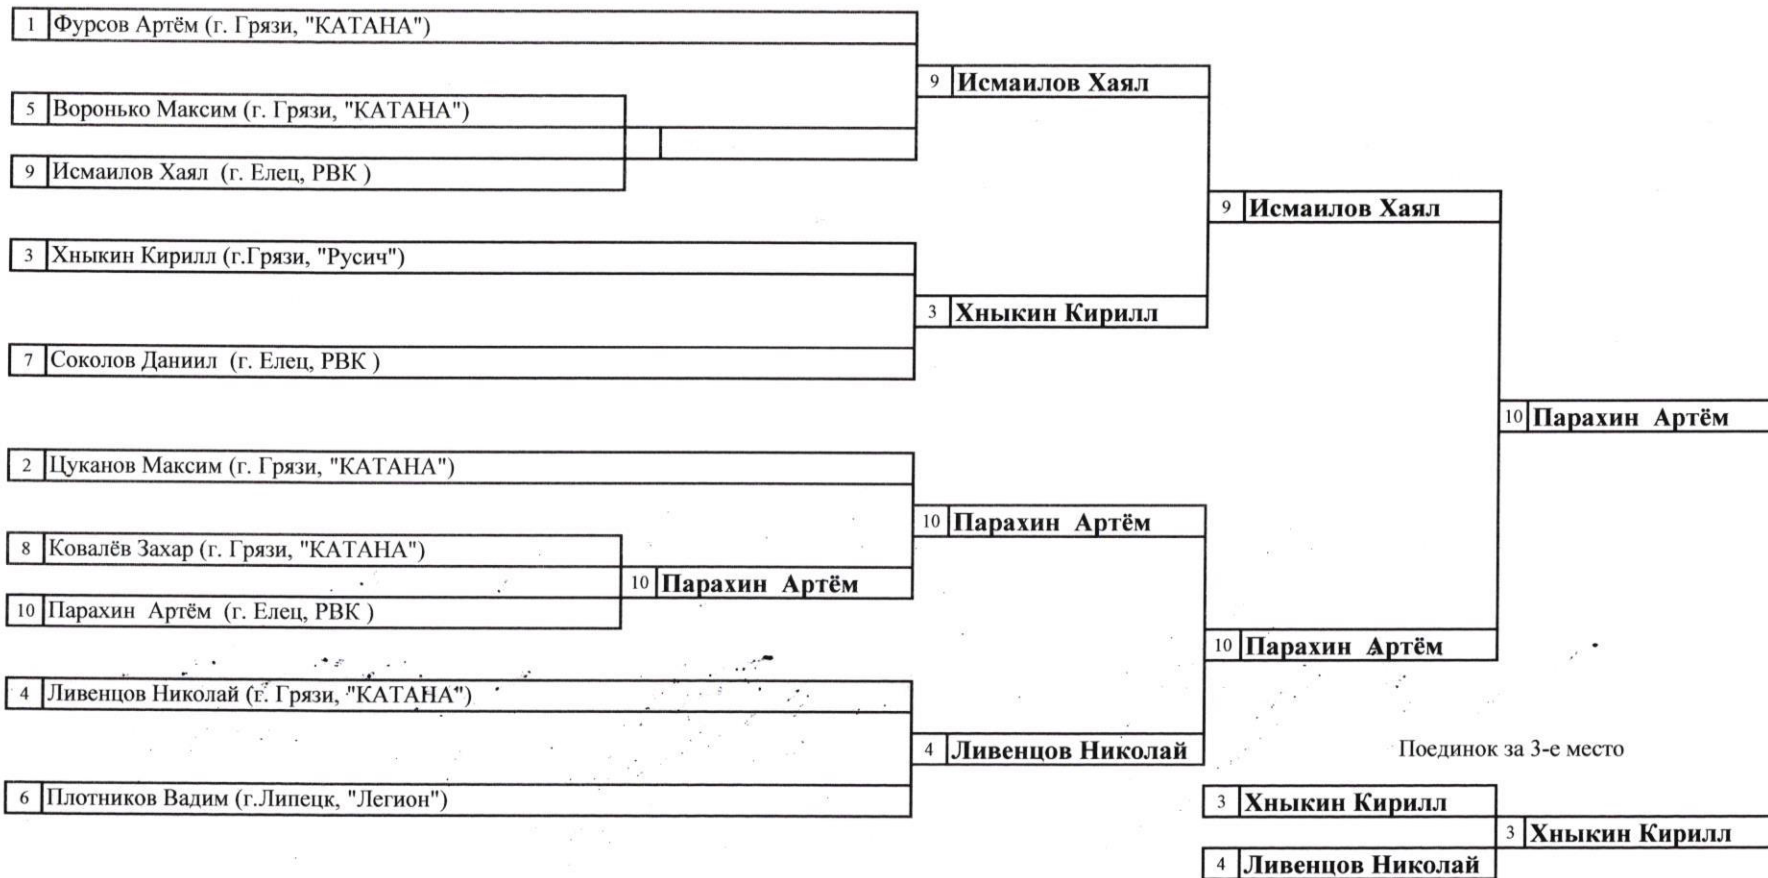 1 Фурсов Артём (г. Грязи, "КАТАНА")
9 Исмаилов Хаял
5 Воронько Максим (г. Грязи, "КАТАНА")
9 Исмаилов Хаял (г. Елец, РВК )
9 Исмаилов Хаял
3 Хныкин Кирилл (г.Грязи, "Русич")
3 Хныкин Кирилл
7 Соколов Даниил (г. Елец, РВК )
10 Парахин Артём
2 Цуканов Максим (г. Грязи, "КАТАНА")
10 Парахин Артём
8 Ковалёв Захар (г. Грязи, "КАТАНА")
10 Парахин Артём
10 Парахин Артём (г. Елец, РВК )
10 Парахин Артём
4 Ливенцов Николай (г. Грязи, "КАТАНА")
4 Ливенцов Николай
Поединок за 3-е место
6 Плотников Вадим (г.Липецк, "Легион")
3 Хныкин Кирилл
3 Хныкин Кирилл
4 Ливенцов Николай